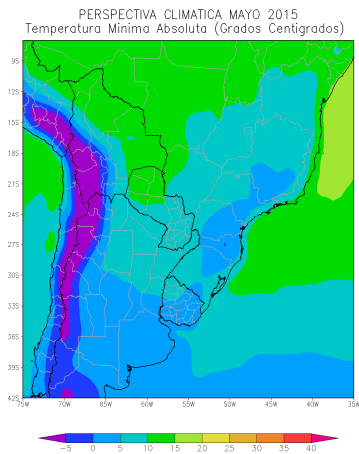 PERSPECTIVA CLIMATICA MAYO 2015
Temperatura Minima Absoluta (Grados Centigrados)
9S
12S
15S
18S
21S
24S
27S
30S
33S
36S
39S
42S
75W 70W 65W 60W 55W 50W 45W 40W 35W
-5 0 5 10 15 20 25 30 35 40